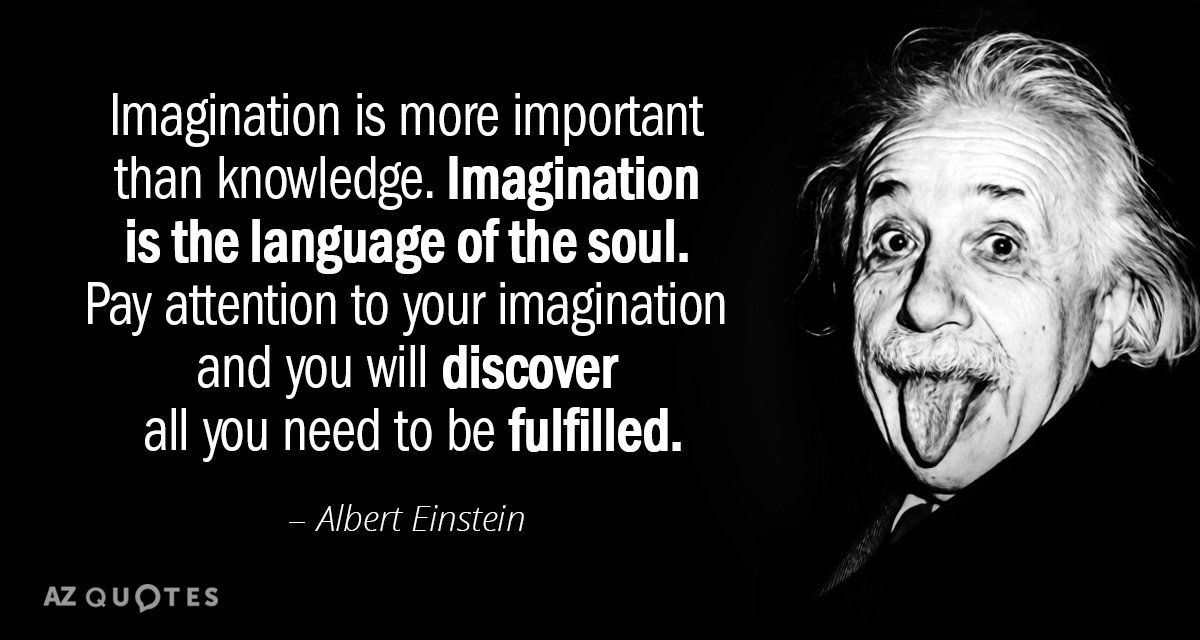 Imagination is more important
than knowledge. Imagination
is the language of the soul.
Pay attention to your imagination
and you will discover
all you need to be fulfilled.
– Albert Einstein
AZ QUOTES